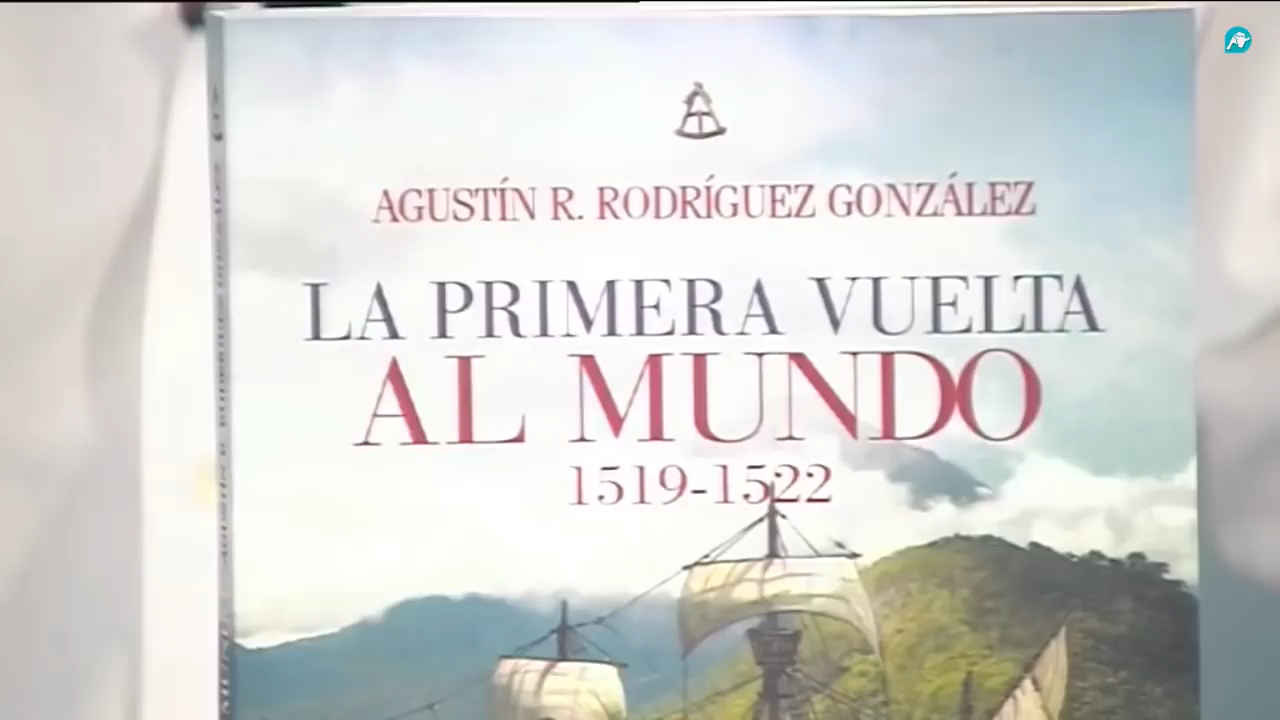 AGUSTÍN R. RODRÍGUEZ GONZÁLEZ
LA PRIMERA VUELTA
AL MUNDO
1519-1522